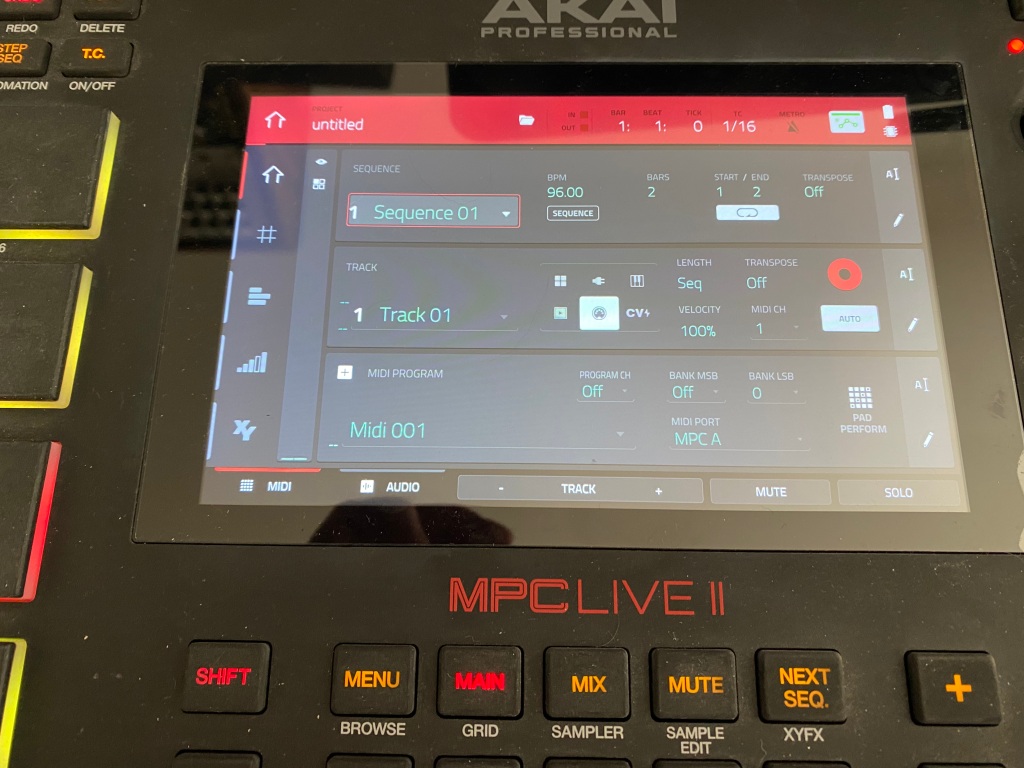 REDO
DELETE
STEP
SEQ
T.C.
OMATION
ON/OFF
AKAI
PROFESSIONAL
PROJECT
untitled
IN
OUT
BAR
BEAT
TICK
TC
METRO
1:
1:
0
1/16
SEQUENCE
BPM
BARS
START / END
TRANSPOSE
1 Sequence 01
96.00
2
1
2
Off
SEQUENCE
TRACK
LENGTH
TRANSPOSE
Seq
Off
1 Track 01
CV
VELOCITY
MIDI CH
AUTO
100%
1
MIDI PROGRAM
PROGRAM CH
BANK MSB
BANK LSB
Off
Off
0
Midi 001
MIDI PORT
MPC A
PAD
PERFORM
XY
MIDI
AUDIO
- TRACK +
MUTE
SOLO
6
MPC LIVE II
SHIFT
MENU
MAIN
MIX
MUTE
NEXT
SEQ.
+
BROWSE
GRID
SAMPLER
SAMPLE
EDIT
XYFX